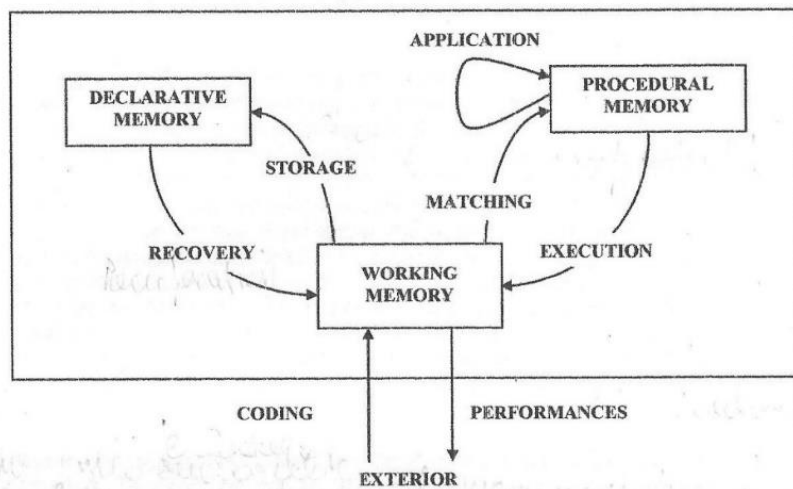 APPLICATION
DECLARATIVE
MEMORY
PROCEDURAL
MEMORY
STORAGE
MATCHING
RECOVERY
EXECUTION
WORKING
MEMORY
CODING
PERFORMANCES
EXTERIOR